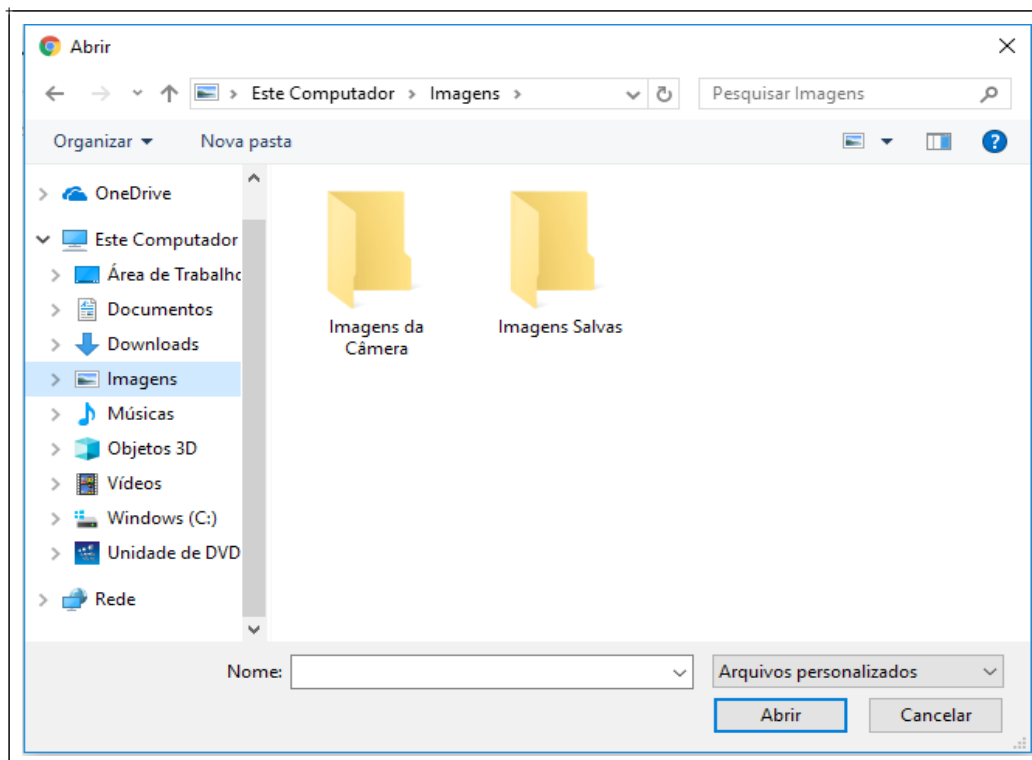 Abrir
Este Computador > Imagens >
Pesquisar Imagens
Organizar
Nova pasta
OneDrive
Este Computador
Área de Trabalho
Documentos
Downloads
Imagens
Músicas
Objetos 3D
Vídeos
Windows (C:)
Unidade de DVD
Rede
Imagens da
Câmera
Imagens Salvas
Nome:
Arquivos personalizados
Abrir
Cancelar